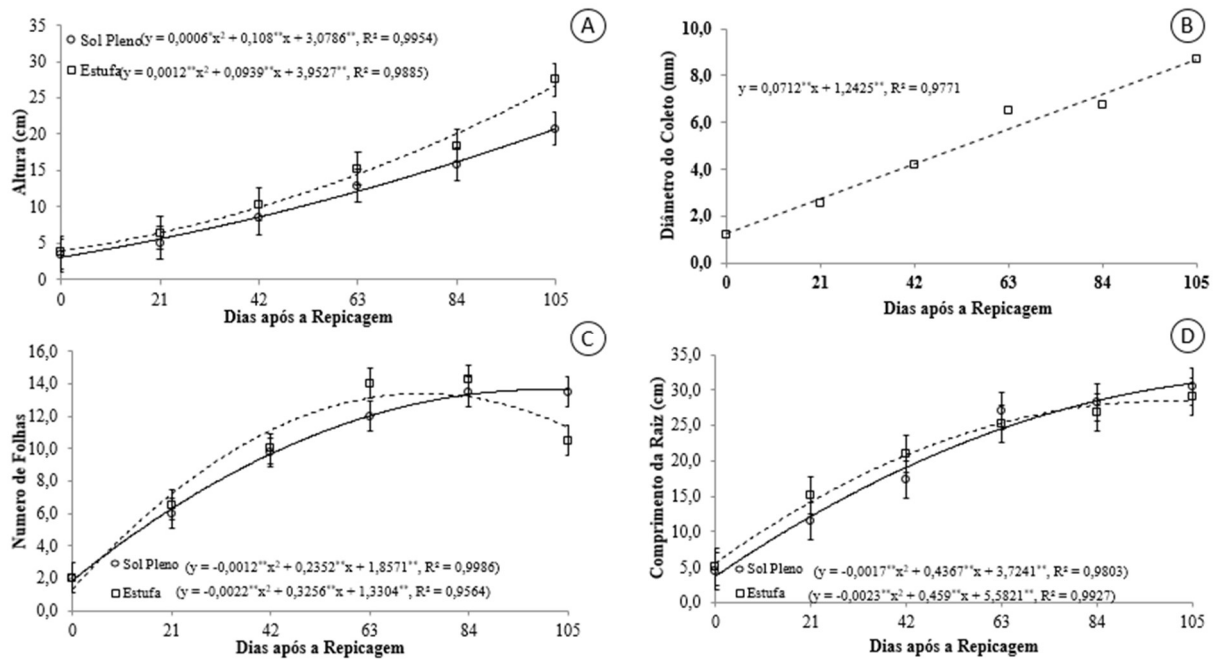 A
Sol Pleno (y = 0,0006*x² + 0,108**x + 3,0786**, R² = 0,9954)
Estufa (y = 0,0012**x² + 0,0939**x + 3,9527**, R² = 0,9885)
Altura (cm)
35
30
25
20
15
10
5
0
0 21 42 63 84 105
Dias após a Repicagem
B
y = 0,0712**x + 1,2425**, R² = 0,9771
Diâmetro do Coleto (mm)
10,0
8,0
6,0
4,0
2,0
0,0
0 21 42 63 84 105
Dias após a Repicagem
C
Numero de Folhas
16,0
14,0
12,0
10,0
8,0
6,0
4,0
2,0
0,0
Sol Pleno (y = -0,0012**x² + 0,2352**x + 1,8571**, R² = 0,9986)
Estufa (y = -0,0022**x² + 0,3256**x + 1,3304**, R² = 0,9564)
0 21 42 63 84 105
Dias após a Repicagem
D
Comprimento da Raiz (cm)
35,0
30,0
25,0
20,0
15,0
10,0
5,0
0,0
Sol Pleno (y = -0,0017**x² + 0,4367**x + 3,7241**, R² = 0,9803)
Estufa (y = -0,0023**x² + 0,459**x + 5,5821**, R² = 0,9927)
0 21 42 63 84 105
Dias após a Repicagem